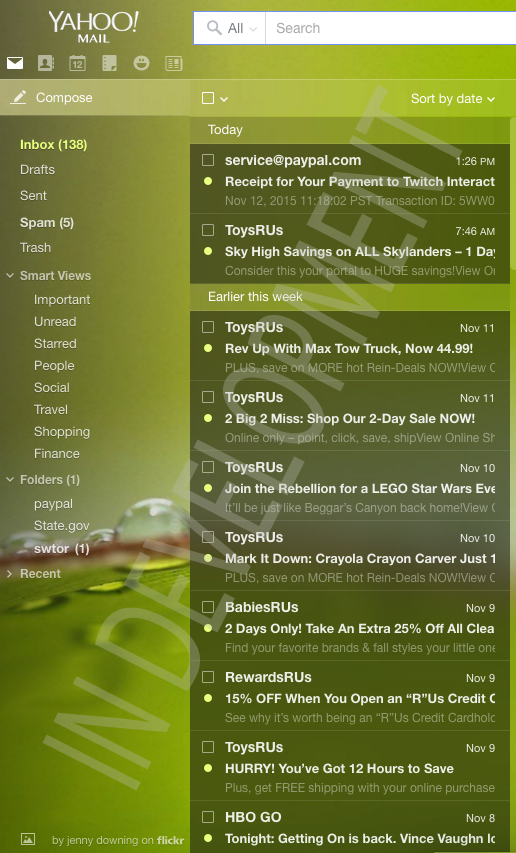 YAHOO!
MAIL
All
Search
12
Compose
Sort by date
Inbox (138)
Drafts
Sent
Spam (5)
Trash
Smart Views
Important
Unread
Starred
People
Social
Travel
Shopping
Finance
Folders (1)
paypal
State.gov
swtor (1)
Recent
by jenny downing on flickr
Today
service@paypal.com 1:26 PM
Receipt for Your Payment to Twitch Interact
Nov 12, 2015 11:18:02 PST Transaction ID: 5WW0
ToysRUs 7:46 AM
Sky High Savings on ALL Skylanders – 1 Day
Consider this your portal to HUGE savings!View On
Earlier this week
ToysRUs Nov 11
Rev Up With Max Tow Truck, Now 44.99!
PLUS, save on MORE hot Rein-Deals NOW!View C
ToysRUs Nov 11
2 Big 2 Miss: Shop Our 2-Day Sale NOW!
Online only – point, click, save, shipView Online Sh
ToysRUs Nov 10
Join the Rebellion for a LEGO Star Wars Eve
It'll be just like Beggar's Canyon back home!View C
ToysRUs Nov 10
Mark It Down: Crayola Crayon Carver Just 1
PLUS, save on MORE hot Rein-Deals NOW!View C
BabiesRUs Nov 9
2 Days Only! Take An Extra 25% Off All Clea
Find your favorite brands & fall styles your little one
RewardsRUs Nov 9
15% OFF When You Open an “R”Us Credit C
See why it's worth being an “R”Us Credit Cardholc
ToysRUs Nov 9
HURRY! You've Got 12 Hours to Save
Plus, get FREE shipping with your online purchase
HBO GO Nov 8
Tonight: Getting On is back. Vince Vaughn Ic
IN DEVELOPMENT